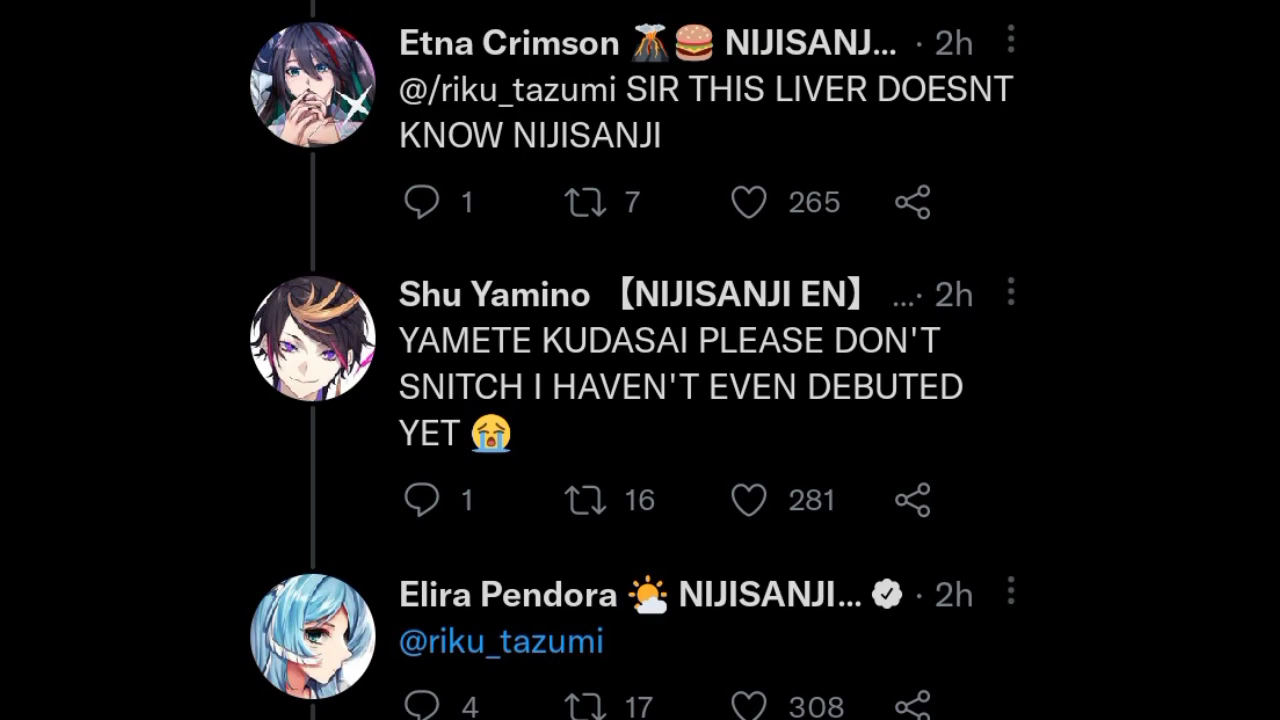 Etna Crimson 🌋🍔 NIJISANJ... · 2h
@/riku_tazumi SIR THIS LIVER DOESNT
KNOW NIJISANJI
1 7 265
Shu Yamino 【NIJISANJI EN】 ...· 2h
YAMETE KUDASAI PLEASE DON'T
SNITCH I HAVEN'T EVEN DEBUTED
YET 😭
1 16 281
Elira Pendora 🌤️ NIJISANJI... · 2h
@riku_tazumi
4 17 308